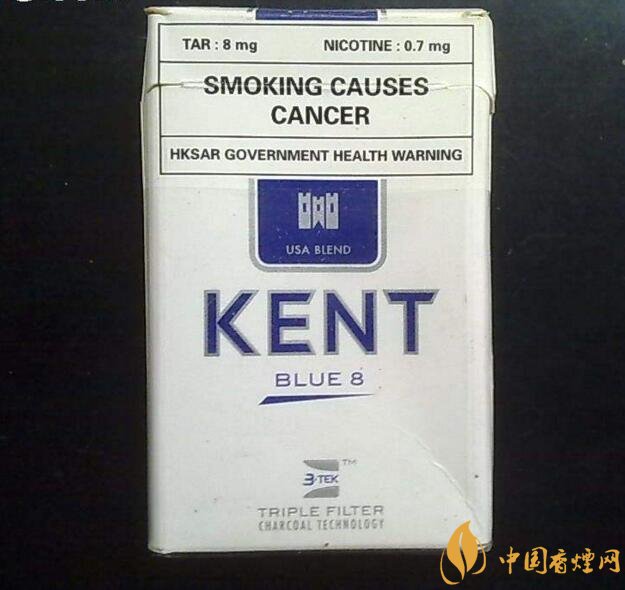 TAR : 8 mg NICOTINE : 0.7 mg
SMOKING CAUSES
CANCER
HKSAR GOVERNMENT HEALTH WARNING
USA BLEND
KENT
BLUE 8
3-TEK TM
TRIPLE FILTER
CHARCOAL TECHNOLOGY
中国香煙网